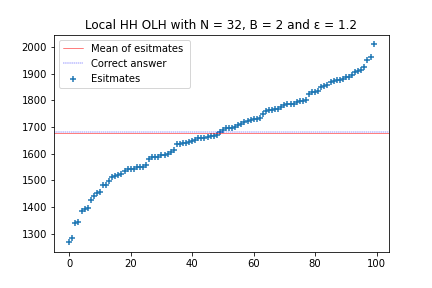 Local HH OLH with N = 32, B = 2 and ε = 1.2
Mean of esitmates
Correct answer
Esitmates
2000
1900
1800
1700
1600
1500
1400
1300
0 20 40 60 80 100